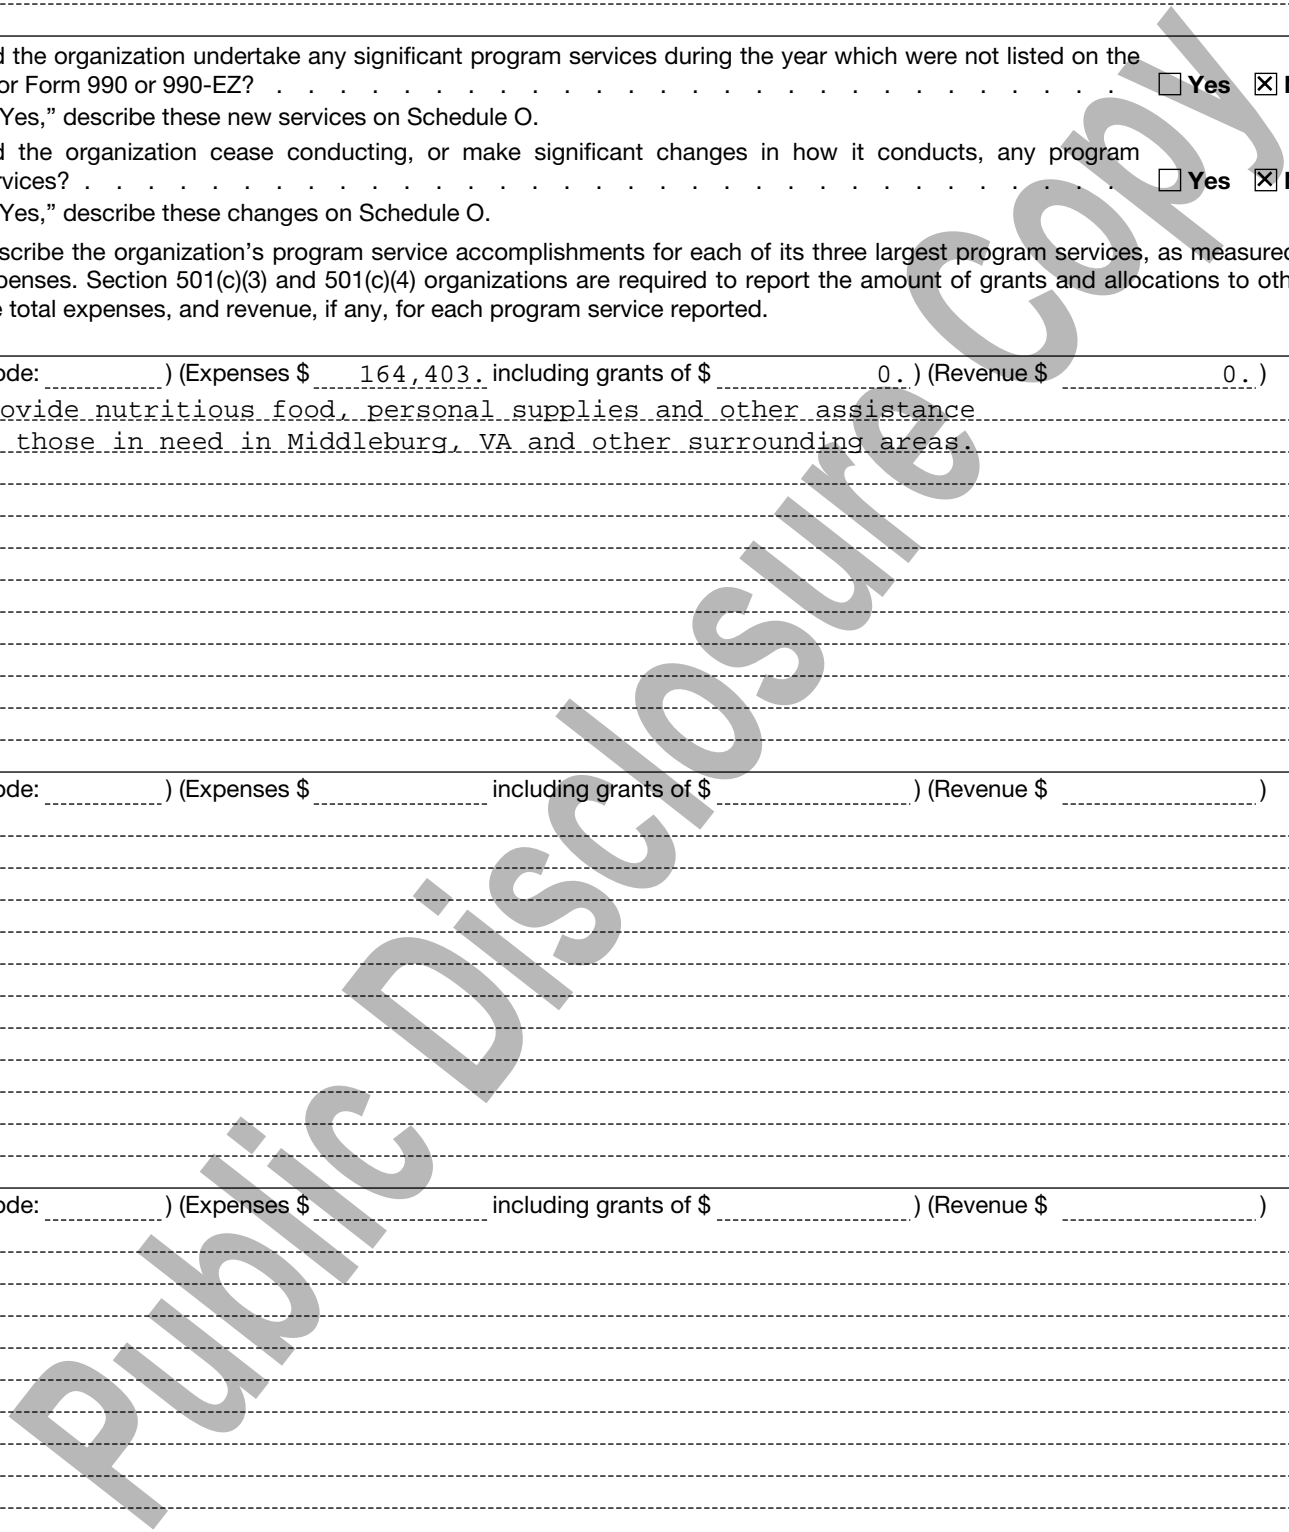 d the organization undertake any significant program services during the year which were not listed on the
or Form 990 or 990-EZ? . . . . . . . . . . . . . . . . . . . . . . . . . . ☐ Yes ☒
Yes,” describe these new services on Schedule O.
d the organization cease conducting, or make significant changes in how it conducts, any program
vices? . . . . . . . . . . . . . . . . . . . . . . . . . . . . . . . . . ☐ Yes ☒
Yes,” describe these changes on Schedule O.
scribe the organization’s program service accomplishments for each of its three largest program services, as measured
penses. Section 501(c)(3) and 501(c)(4) organizations are required to report the amount of grants and allocations to oth
e total expenses, and revenue, if any, for each program service reported.
ode: ) (Expenses $ 164,403. including grants of $ 0. ) (Revenue $ 0. )
ovide nutritious food, personal supplies and other assistance
those in need in Middleburg, VA and other surrounding areas.
ode: ) (Expenses $ including grants of $ ) (Revenue $ )
ode: ) (Expenses $ including grants of $ ) (Revenue $ )
Public Disclosure Copy